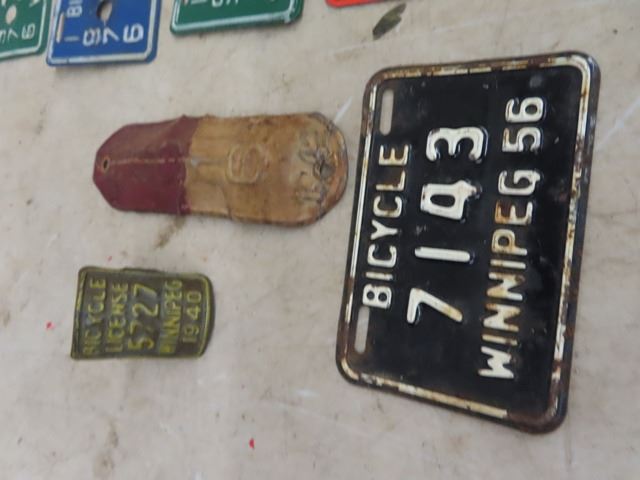 BICYCLE
7143
WINNIPEG 56
BICYCLE
LICENSE
5727
WINNIPEG
1940